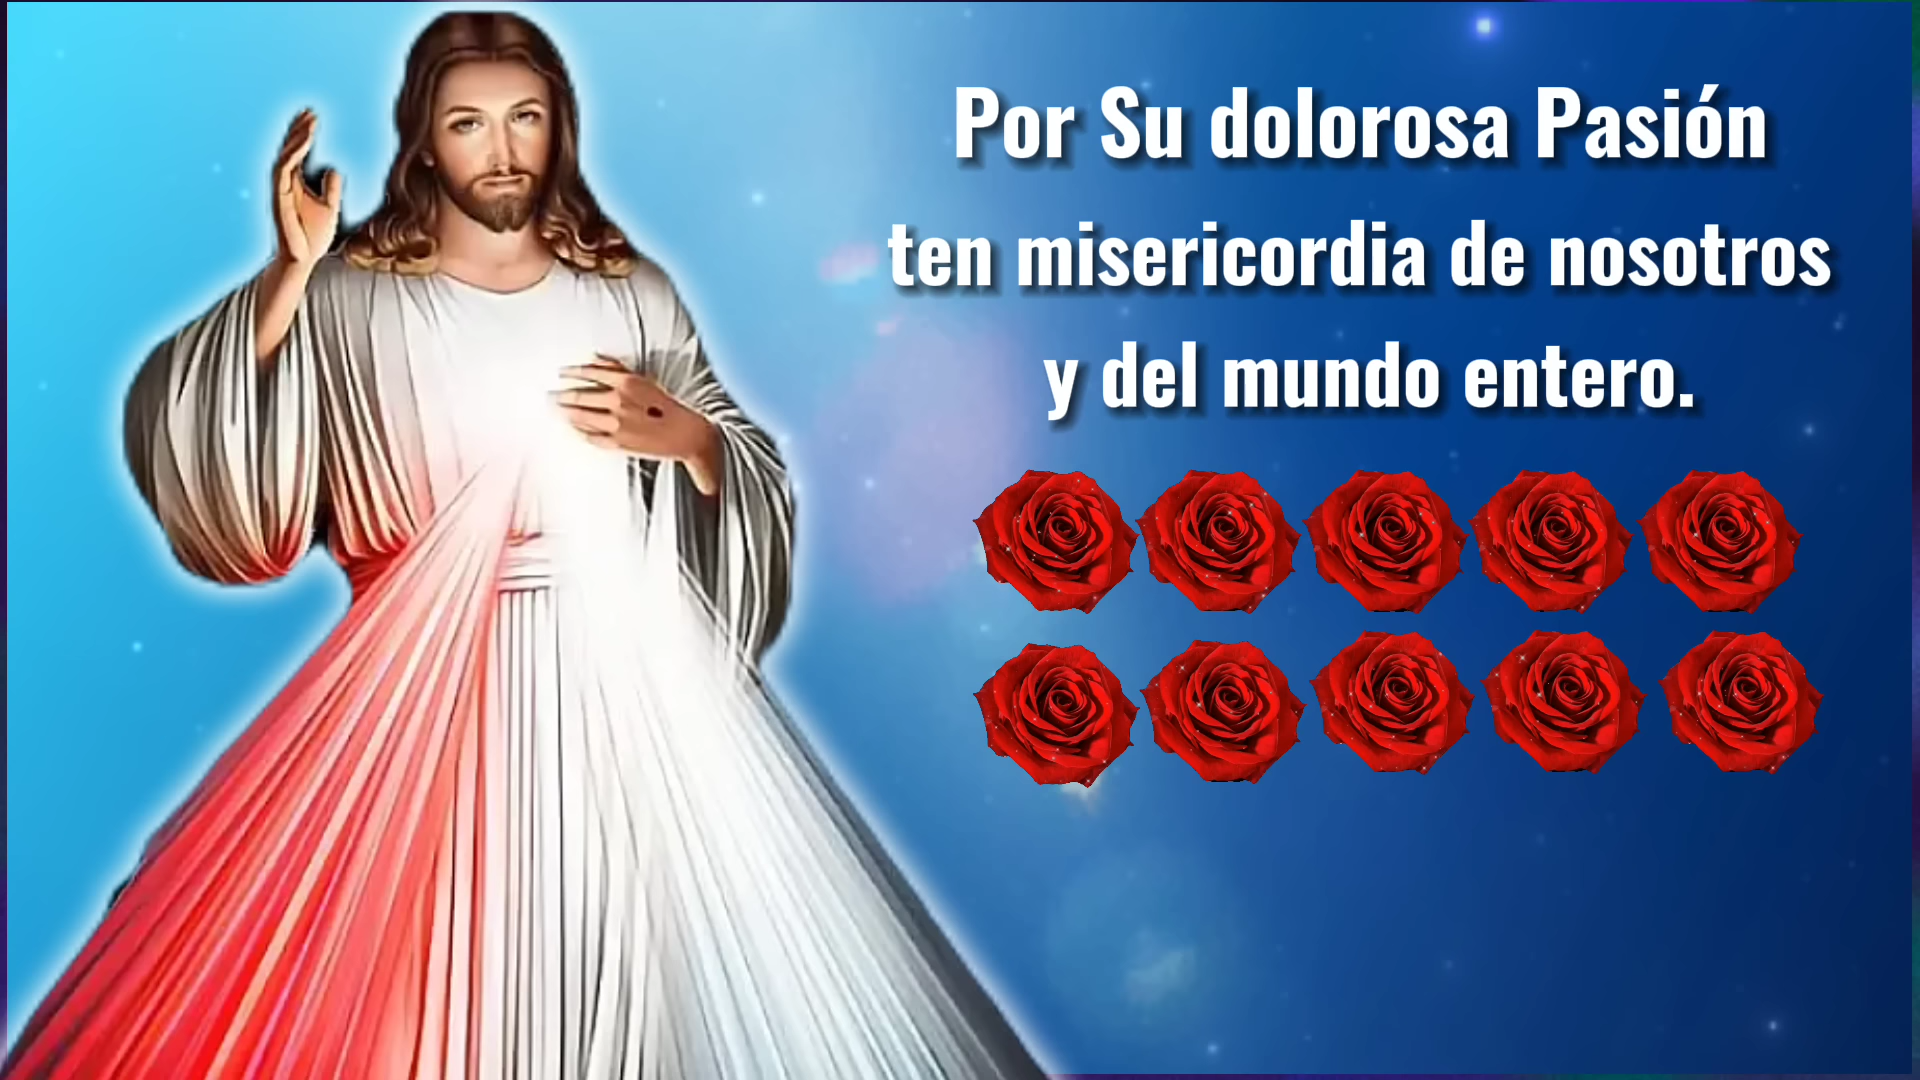 Por Su dolorosa Pasión
ten misericordia de nosotros
y del mundo entero.